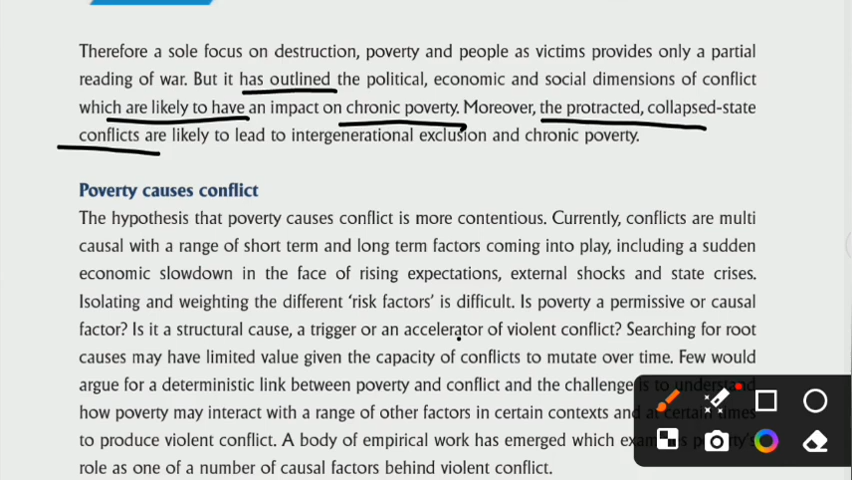 Therefore a sole focus on destruction, poverty and people as victims provides only a partial
reading of war. But it has outlined the political, economic and social dimensions of conflict
which are likely to have an impact on chronic poverty. Moreover, the protracted, collapsed-state
conflicts are likely to lead to intergenerational exclusion and chronic poverty.
Poverty causes conflict
The hypothesis that poverty causes conflict is more contentious. Currently, conflicts are multi
causal with a range of short term and long term factors coming into play, including a sudden
economic slowdown in the face of rising expectations, external shocks and state crises.
Isolating and weighting the different ‘risk factors’ is difficult. Is poverty a permissive or causal
factor? Is it a structural cause, a trigger or an accelerator of violent conflict? Searching for root
causes may have limited value given the capacity of conflicts to mutate over time. Few would
argue for a deterministic link between poverty and conflict and the challenge is to understand
how poverty may interact with a range of other factors in certain contexts and at certain times
to produce violent conflict. A body of empirical work has emerged which examines poverty's
role as one of a number of causal factors behind violent conflict.